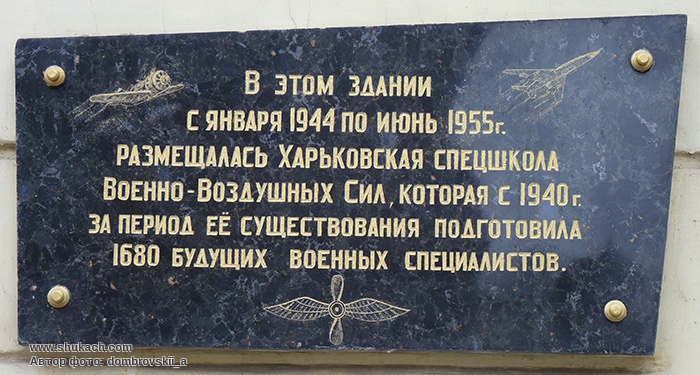 В ЭТОМ ЗДАНИИ
С ЯНВАРЯ 1944 ПО ИЮНЬ 1955г.
РАЗМЕЩАЛАСЬ ХАРЬКОВСКАЯ СПЕЦШКОЛА
ВОЕННО-ВОЗДУШНЫХ СИЛ, КОТОРАЯ С 1940г.
ЗА ПЕРИОД ЕЁ СУЩЕСТВОВАНИЯ ПОДГОТОВИЛА
1680 БУДУЩИХ ВОЕННЫХ СПЕЦИАЛИСТОВ.
www.shukach.com
Автор фото: dombrovskii_a